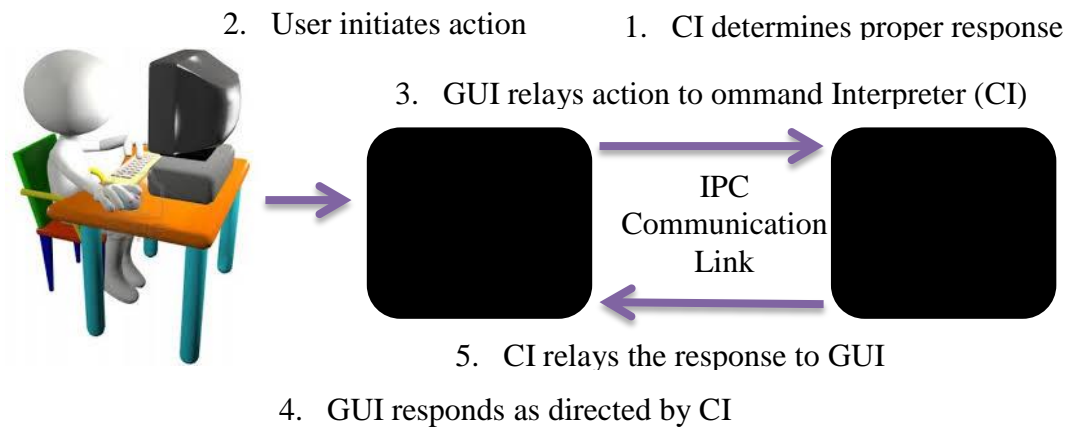 2. User initiates action
1. CI determines proper response
3. GUI relays action to ommand Interpreter (CI)
IPC
Communication
Link
5. CI relays the response to GUI
4. GUI responds as directed by CI